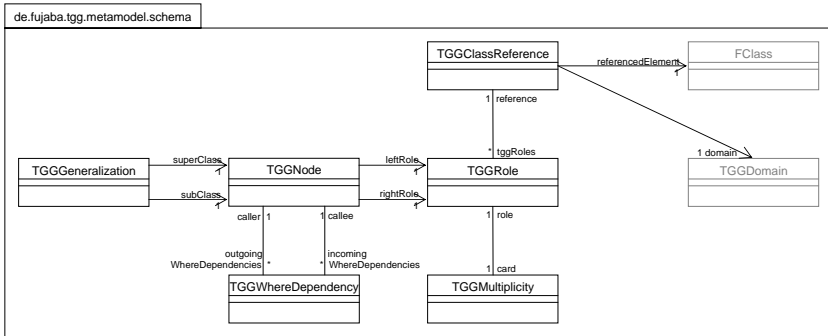 de.fujaba.tgg.metamodel.schema
TGGClassReference
referencedElement
1
FClass
1 reference
1 domain
* tggRoles
TGGGeneralization
superClass
1
subClass
1
TGGNode
leftRole
1
rightRole
1
TGGRole
TGGDomain
caller 1
1 callee
1 role
outgoing
WhereDependencies *
incoming
* WhereDependencies
1 card
TGGWhereDependency
TGGMultiplicity